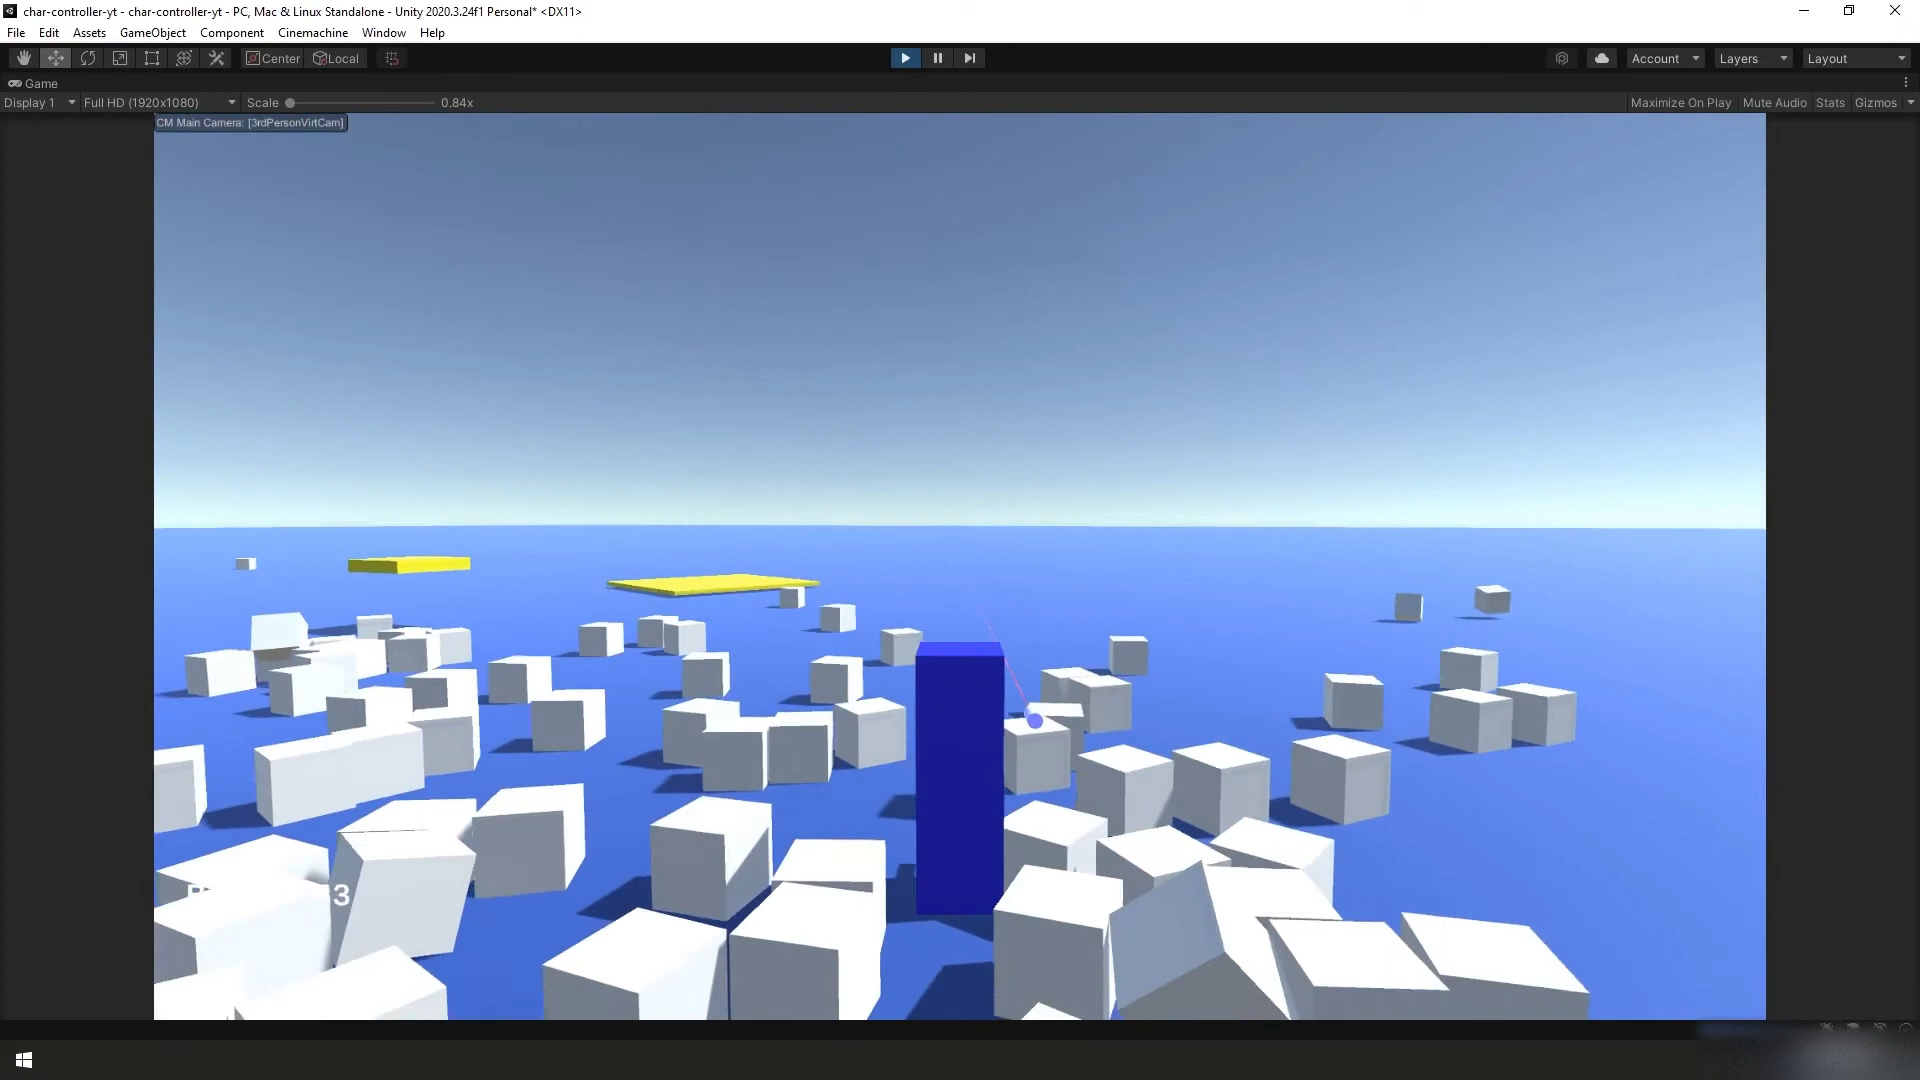 char-controller-yt - char-controller-yt - PC, Mac & Linux Standalone - Unity 2020.3.24f1 Personal* <DX11>
File Edit Assets GameObject Component Cinemachine Window Help
Center Local Account Layers Layout
Game
Display 1 Full HD (1920x1080) Scale 0.84x Maximize On Play Mute Audio Stats Gizmos
CM Main Camera: [3rdPersonVirtCam]
3